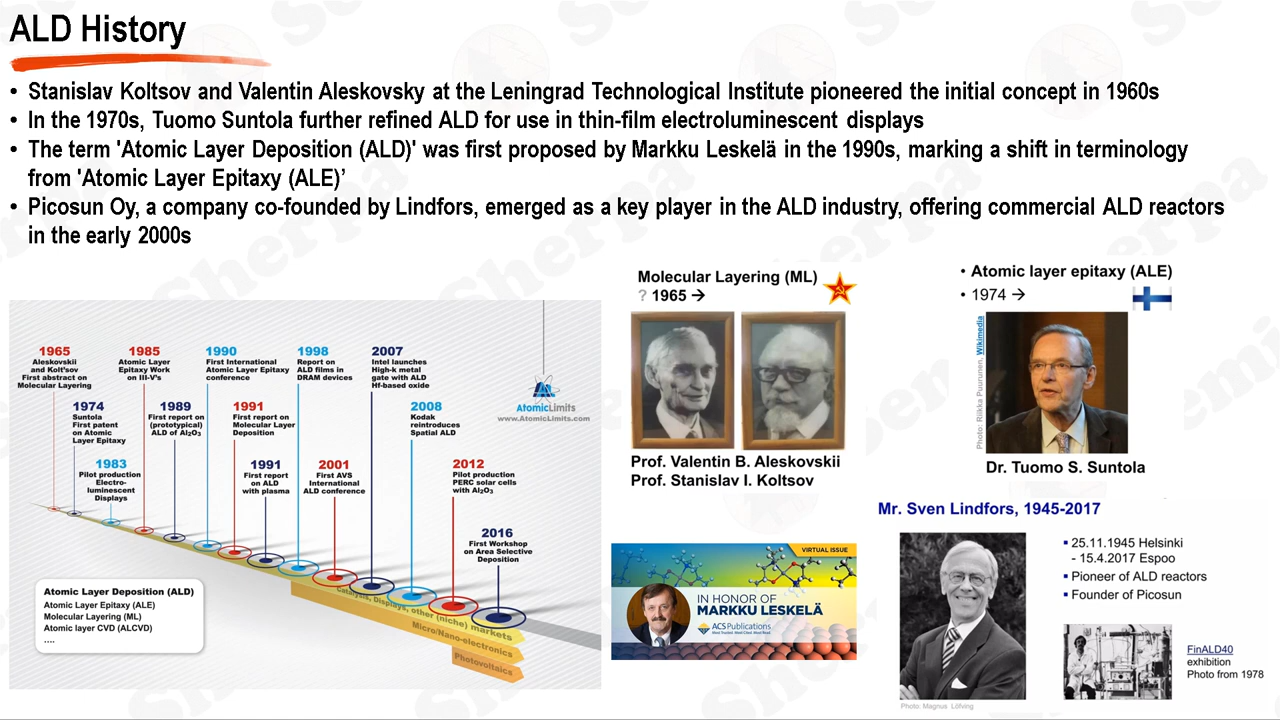 ALD History
• Stanislav Koltsov and Valentin Aleskovsky at the Leningrad Technological Institute pioneered the initial concept in 1960s
• In the 1970s, Tuomo Suntola further refined ALD for use in thin-film electroluminescent displays
• The term 'Atomic Layer Deposition (ALD)' was first proposed by Markku Leskelä in the 1990s, marking a shift in terminology
from 'Atomic Layer Epitaxy (ALE)’
• Picosun Oy, a company co-founded by Lindfors, emerged as a key player in the ALD industry, offering commercial ALD reactors
in the early 2000s
1965
Aleskovskii
and Kolt'sov
First abstract on
Molecular Layering
1985
Atomic Layer
Epitaxy Work
on III-V's
1990
First International
Atomic Layer Epitaxy
conference
1998
Report on
ALD films in
DRAM devices
2007
Intel launches
High-k metal
gate with ALD
Hf-based oxide
1974
Suntola
First patent
on Atomic
Layer Epitaxy
1989
First report on
(prototypical)
ALD of Al2O3
1991
First report on
Molecular Layer
Deposition
2008
Kodak
reintroduces
Spatial ALD
AtomicLimits
www.AtomicLimits.com
1983
Pilot production
Electro-
luminescent
Displays
1991
First report
on ALD
with plasma
2001
First AVS
International
ALD conference
2012
Pilot production
PERC solar cells
with Al2O3
2016
First Workshop
on Area Selective
Deposition
Catalysis, Displays, other (niche) markets
Micro/Nano-electronics
Photovoltaics
Atomic Layer Deposition (ALD)
Atomic Layer Epitaxy (ALE)
Molecular Layering (ML)
Atomic layer CVD (ALCVD)
....
Molecular Layering (ML)
? 1965 →
Prof. Valentin B. Aleskovskii
Prof. Stanislav I. Koltsov
• Atomic layer epitaxy (ALE)
• 1974 →
Photo: Riikka Puurunen, Wikimedia
Dr. Tuomo S. Suntola
VIRTUAL ISSUE
IN HONOR OF
MARKKU LESKELÄ
ACS Publications
Most Trusted. Most Cited. Most Read.
Mr. Sven Lindfors, 1945-2017
▪ 25.11.1945 Helsinki
- 15.4.2017 Espoo
▪ Pioneer of ALD reactors
▪ Founder of Picosun
FinALD40
exhibition
Photo from 1978
Photo: Magnus Löfving
Sherpa